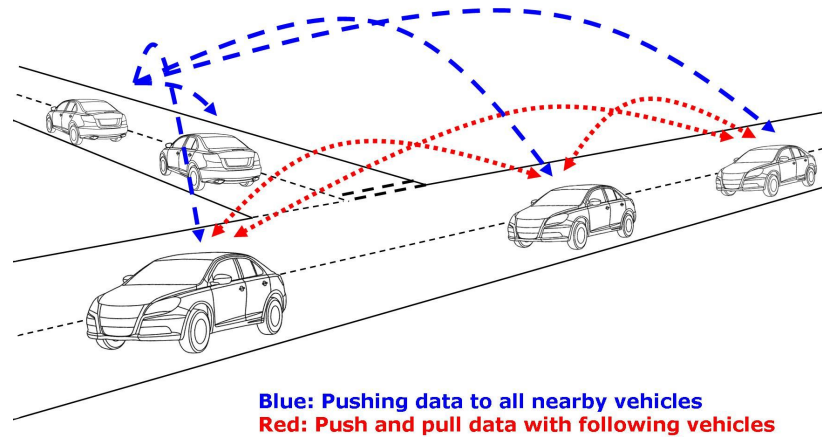 Blue: Pushing data to all nearby vehicles
Red: Push and pull data with following vehicles